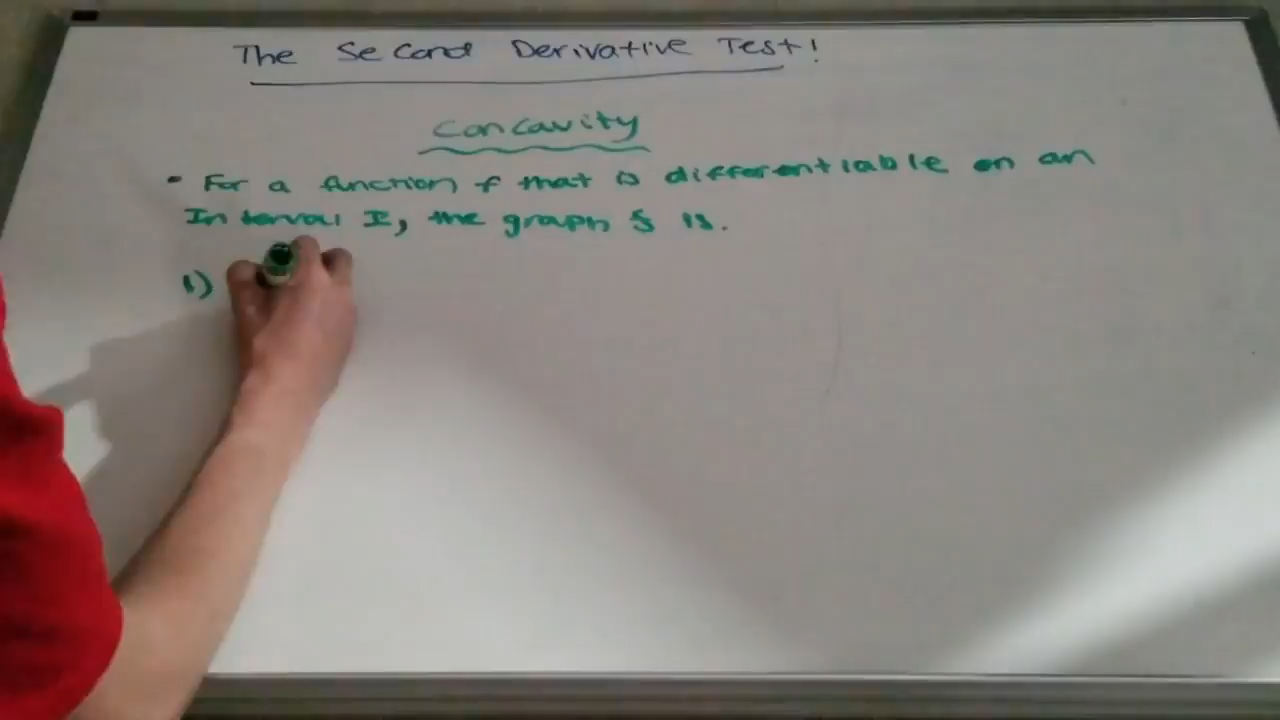 The Second Derivative Test!
Concavity
• For a function f that is differentiable on an
Interval I, the graph f is.
1)